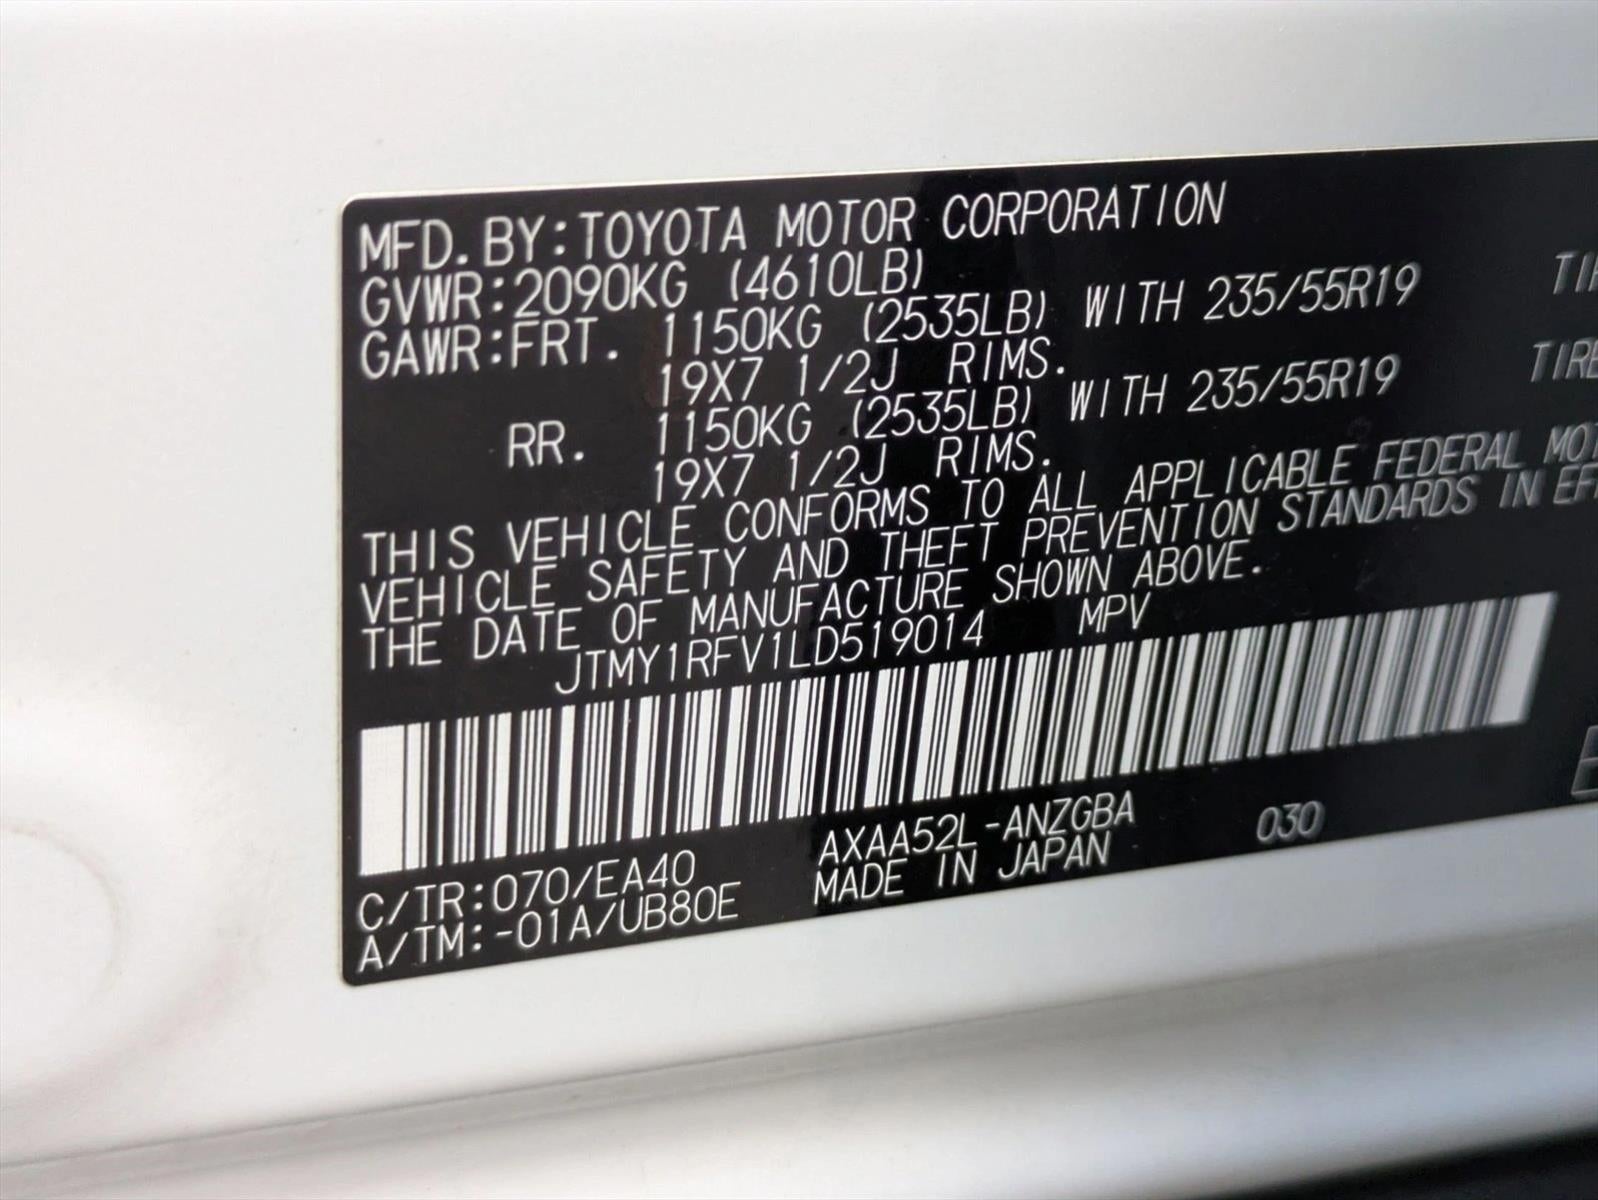 MFD.BY:TOYOTA MOTOR CORPORATION
GVWR:2090KG (4610LB)
GAWR:FRT. 1150KG (2535LB) WITH 235/55R19
19X7 1/2J RIMS.
RR. 1150KG (2535LB) WITH 235/55R19
19X7 1/2J RIMS.
THIS VEHICLE CONFORMS TO ALL APPLICABLE FEDERAL
VEHICLE SAFETY AND THEFT PREVENTION STANDARDS IN
THE DATE OF MANUFACTURE SHOWN ABOVE.
JTMY1RFV1LD519014 MPV
C/TR:070/EA40 AXAA52L-ANZGBA 030
A/TM:-01A/UB80E MADE IN JAPAN